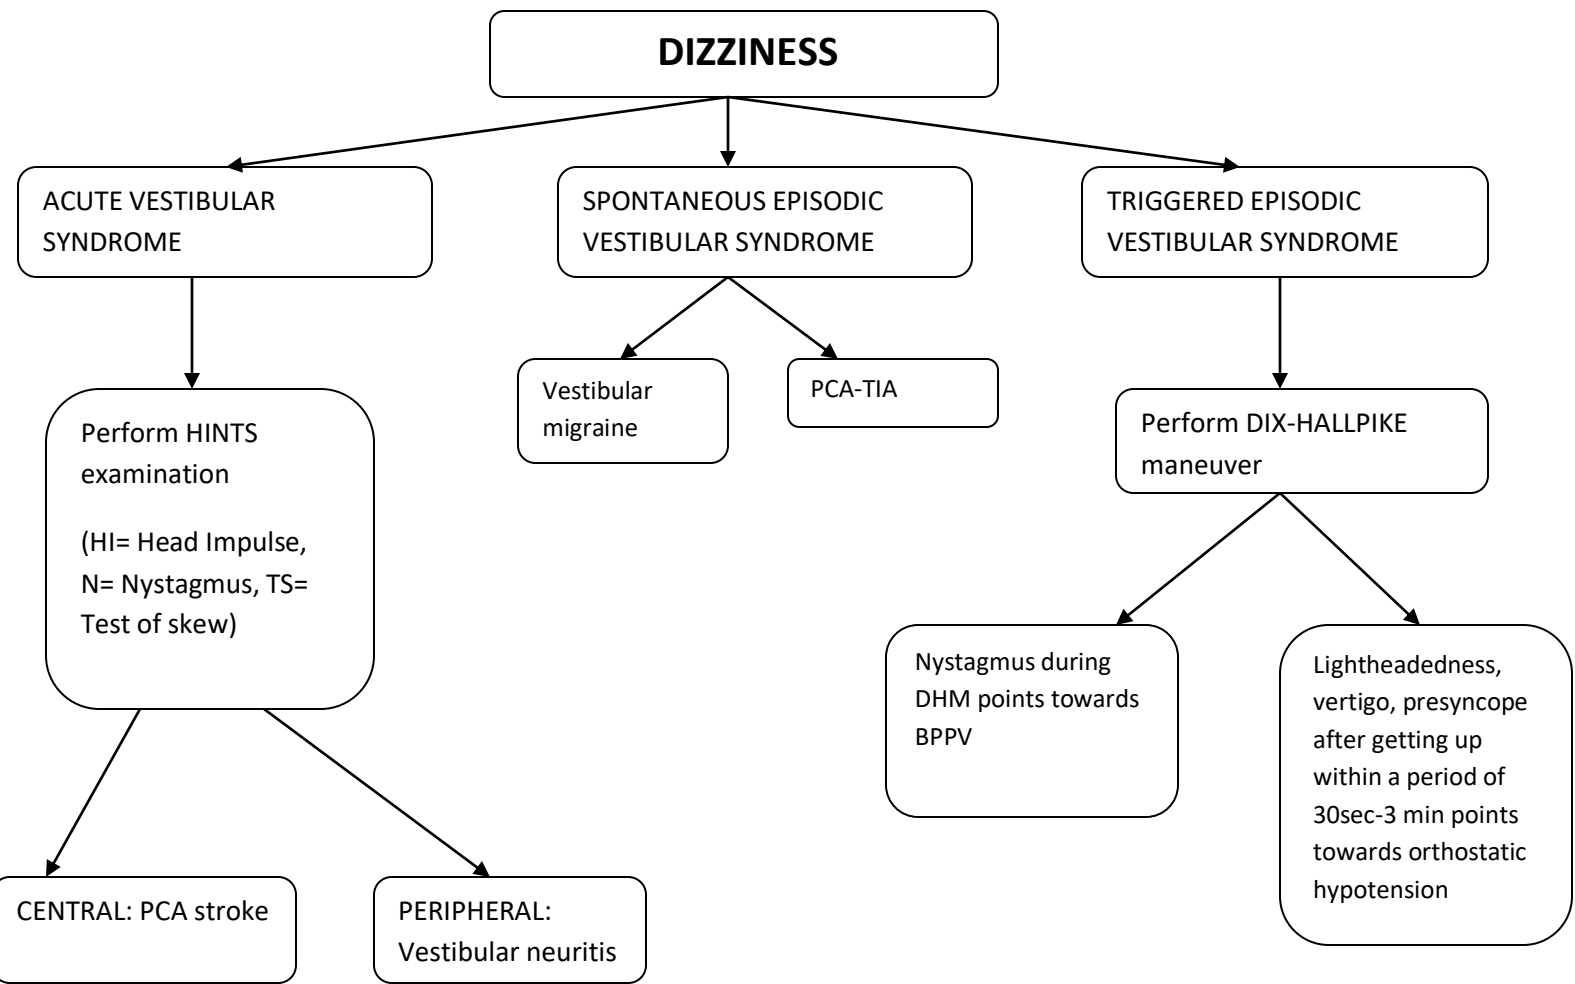 DIZZINESS
ACUTE VESTIBULAR
SYNDROME
SPONTANEOUS EPISODIC
VESTIBULAR SYNDROME
TRIGGERED EPISODIC
VESTIBULAR SYNDROME
Vestibular
migraine
PCA-TIA
Perform HINTS
examination
(HI= Head Impulse,
N= Nystagmus, TS=
Test of skew)
Perform DIX-HALLPIKE
maneuver
Nystagmus during
DHM points towards
BPPV
Lightheadedness,
vertigo, presyncope
after getting up
within a period of
30sec-3 min points
towards orthostatic
hypotension
CENTRAL: PCA stroke
PERIPHERAL:
Vestibular neuritis